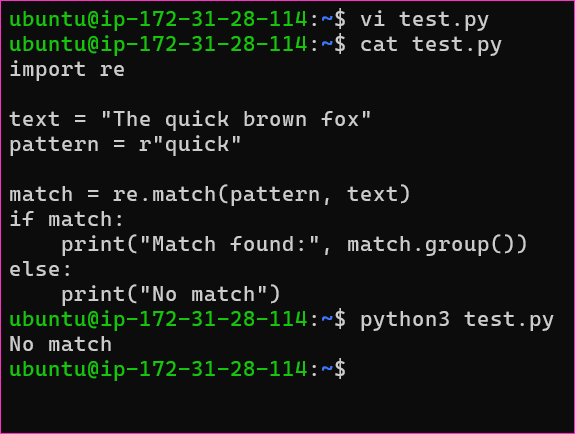 ubuntu@ip-172-31-28-114:~$ vi test.py
ubuntu@ip-172-31-28-114:~$ cat test.py
import re

text = "The quick brown fox"
pattern = r"quick"

match = re.match(pattern, text)
if match:
    print("Match found:", match.group())
else:
    print("No match")
ubuntu@ip-172-31-28-114:~$ python3 test.py
No match
ubuntu@ip-172-31-28-114:~$